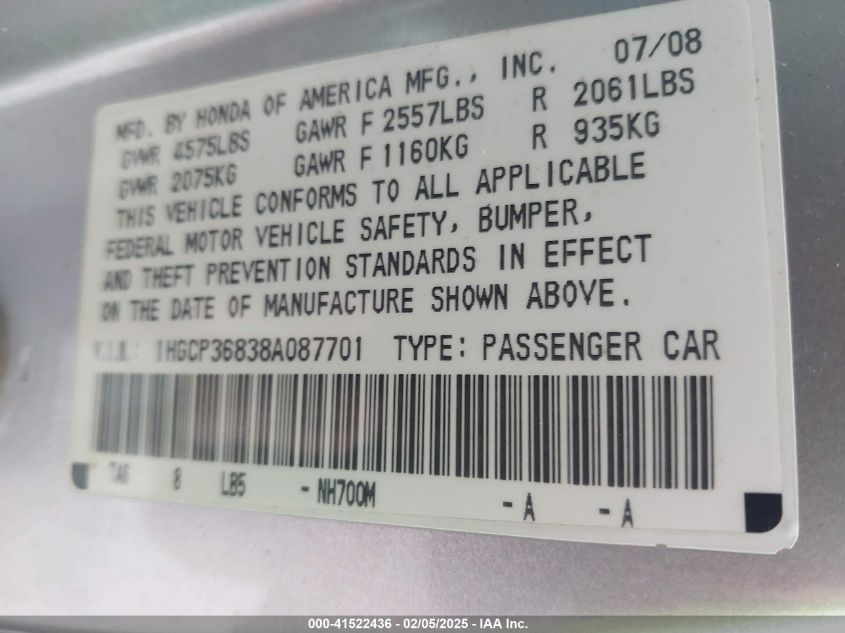 MFD. BY HONDA OF AMERICA MFG., INC. 07/08
GVWR 4575LBS GAWR F 2557LBS R 2061LBS
GVWR 2075KG GAWR F 1160KG R 935KG
THIS VEHICLE CONFORMS TO ALL APPLICABLE
FEDERAL MOTOR VEHICLE SAFETY, BUMPER,
AND THEFT PREVENTION STANDARDS IN EFFECT
ON THE DATE OF MANUFACTURE SHOWN ABOVE.
V.I.N.: 1HGCP36838A087701 TYPE: PASSENGER CAR
TAG 8 LB5 - NH700M - A - A
000-41522436 - 02/05/2025 - IAA Inc.